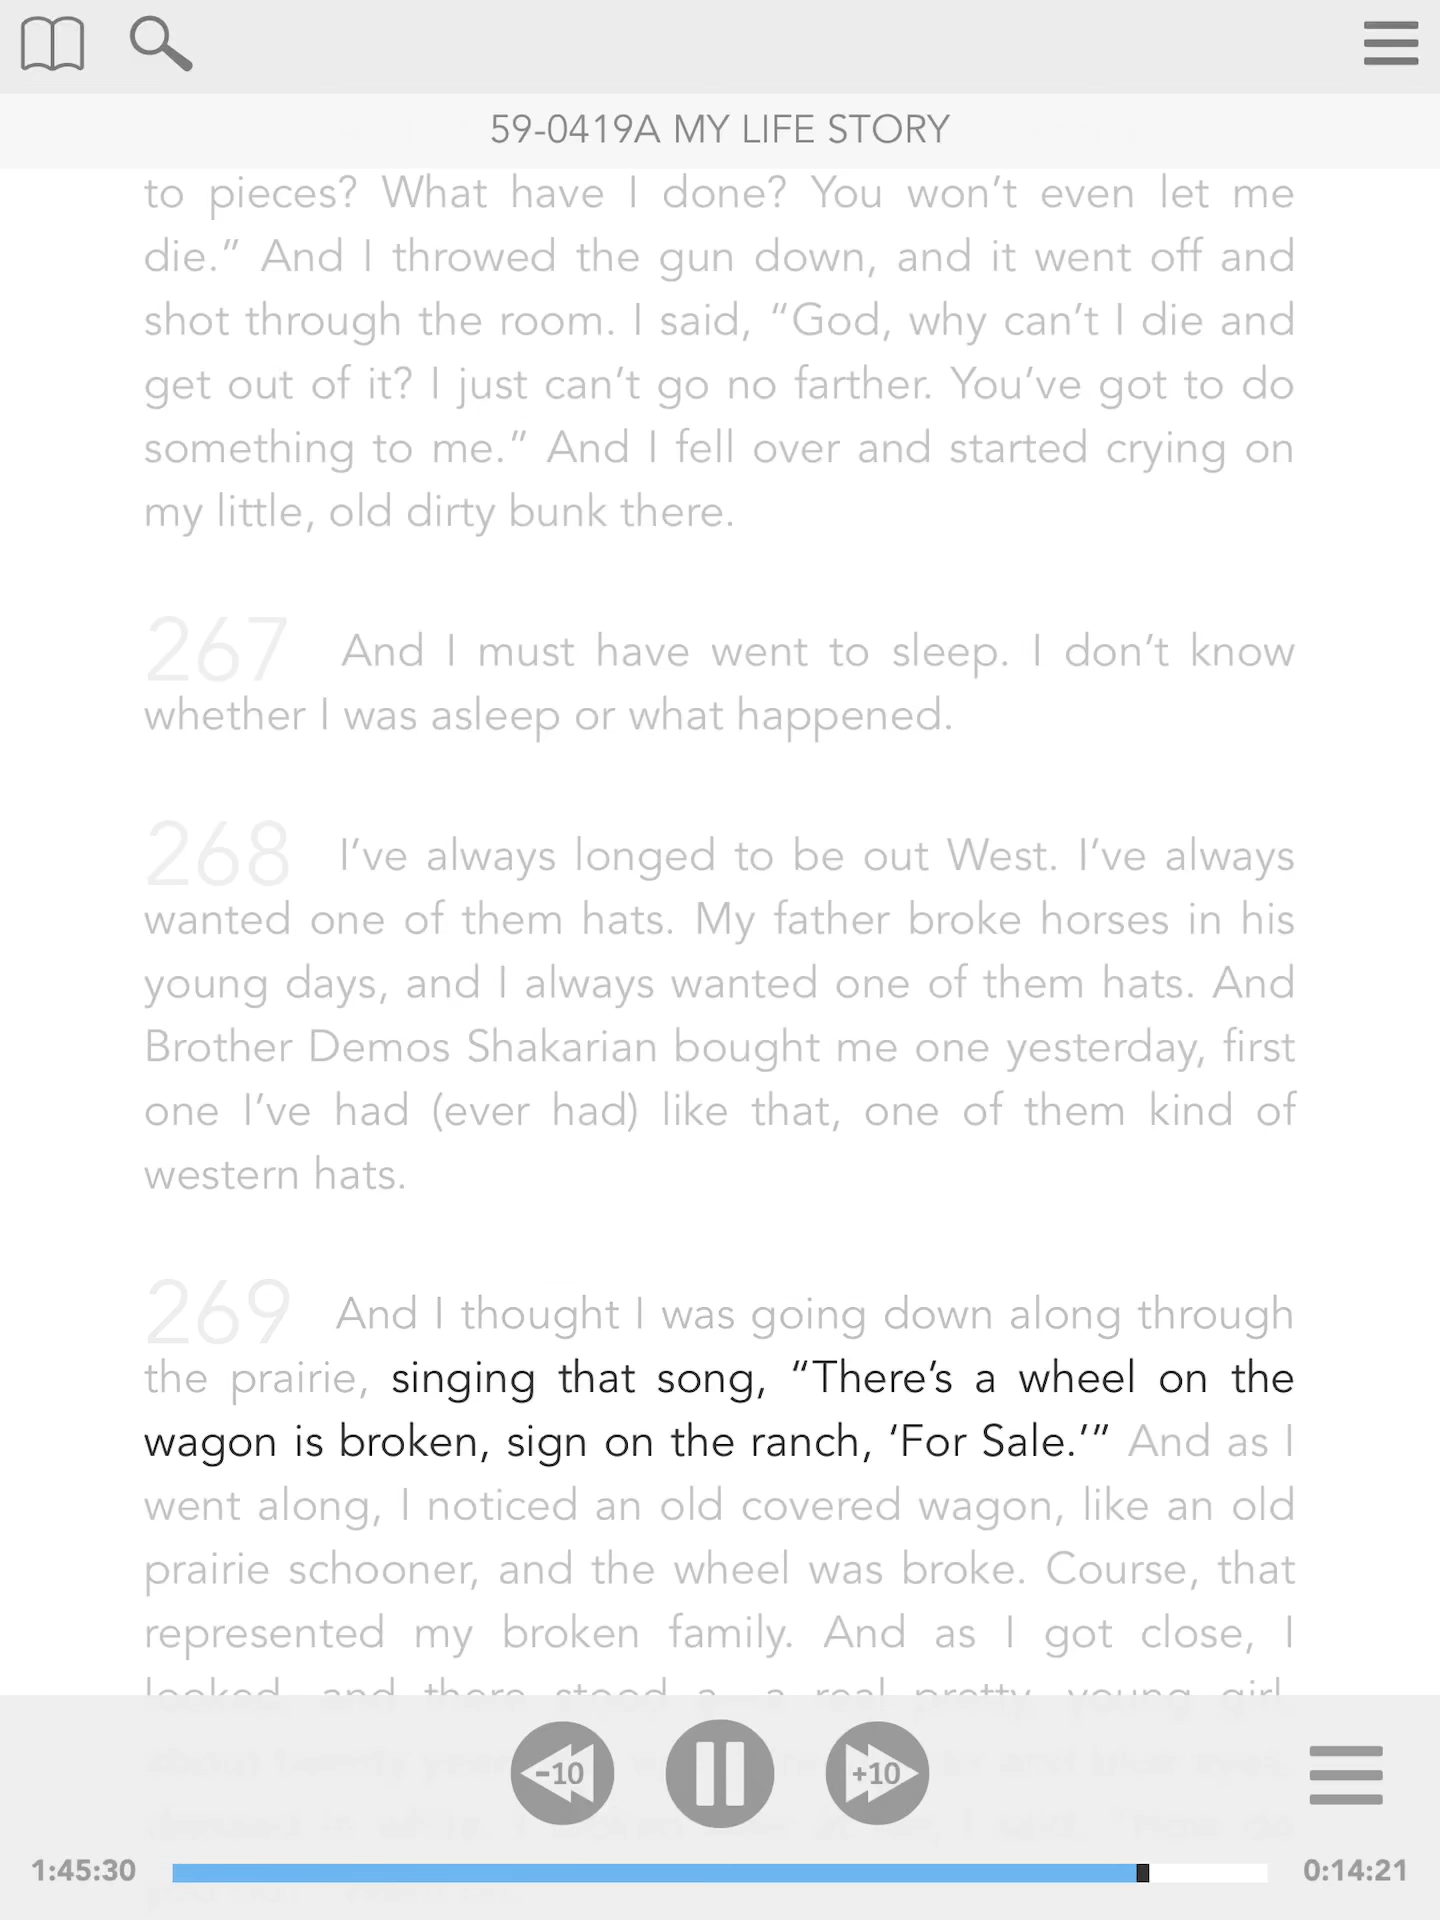 59-0419A MY LIFE STORY
to pieces? What have I done? You won’t even let me
die.” And I throwed the gun down, and it went off and
shot through the room. I said, “God, why can’t I die and
get out of it? I just can’t go no farther. You’ve got to do
something to me.” And I fell over and started crying on
my little, old dirty bunk there.
267 And I must have went to sleep. I don’t know
whether I was asleep or what happened.
268 I’ve always longed to be out West. I’ve always
wanted one of them hats. My father broke horses in his
young days, and I always wanted one of them hats. And
Brother Demos Shakarian bought me one yesterday, first
one I’ve had (ever had) like that, one of them kind of
western hats.
269 And I thought I was going down along through
the prairie, singing that song, “There’s a wheel on the
wagon is broken, sign on the ranch, ‘For Sale.’” And as I
went along, I noticed an old covered wagon, like an old
prairie schooner, and the wheel was broke. Course, that
represented my broken family. And as I got close, I
looked, and there stood a—a real pretty, young girl,
-10 +10
1:45:30 0:14:21